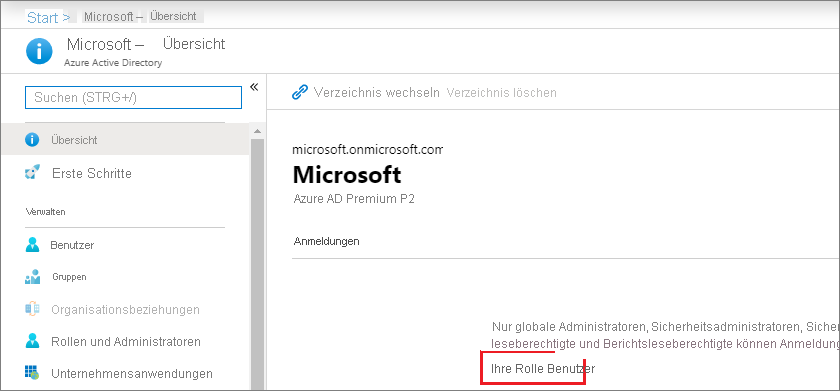 Start > Microsoft – Übersicht
Microsoft – Übersicht
Azure Active Directory
Suchen (STRG+/)
«
Übersicht
Erste Schritte
Verwalten
Benutzer
Gruppen
Organisationsbeziehungen
Rollen und Administratoren
Unternehmensanwendungen
Verzeichnis wechseln Verzeichnis löschen
microsoft.onmicrosoft.com
Microsoft
Azure AD Premium P2
Anmeldungen
Nur globale Administratoren, Sicherheitsadministratoren, Sicher
leseberechtigte und Berichtsleseberechtigte können Anmeldung
Ihre Rolle Benutzer